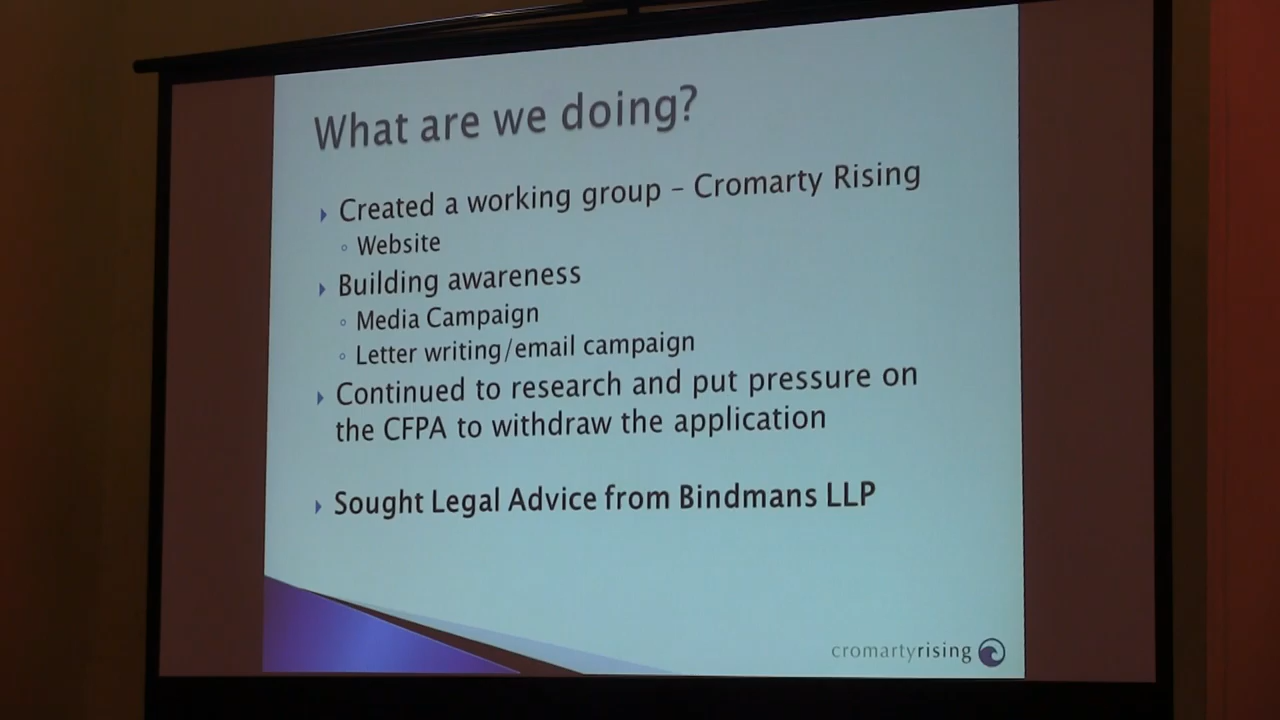 What are we doing?
Created a working group – Cromarty Rising
Website
Building awareness
Media Campaign
Letter writing/email campaign
Continued to research and put pressure on
the CFPA to withdraw the application
Sought Legal Advice from Bindmans LLP
cromartyrising